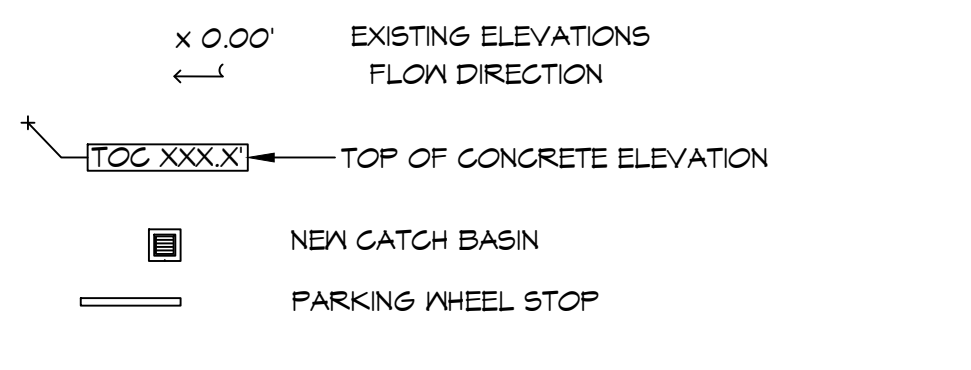 x 0.00' EXISTING ELEVATIONS
FLOW DIRECTION
TOC XXX.X' TOP OF CONCRETE ELEVATION
NEW CATCH BASIN
PARKING WHEEL STOP